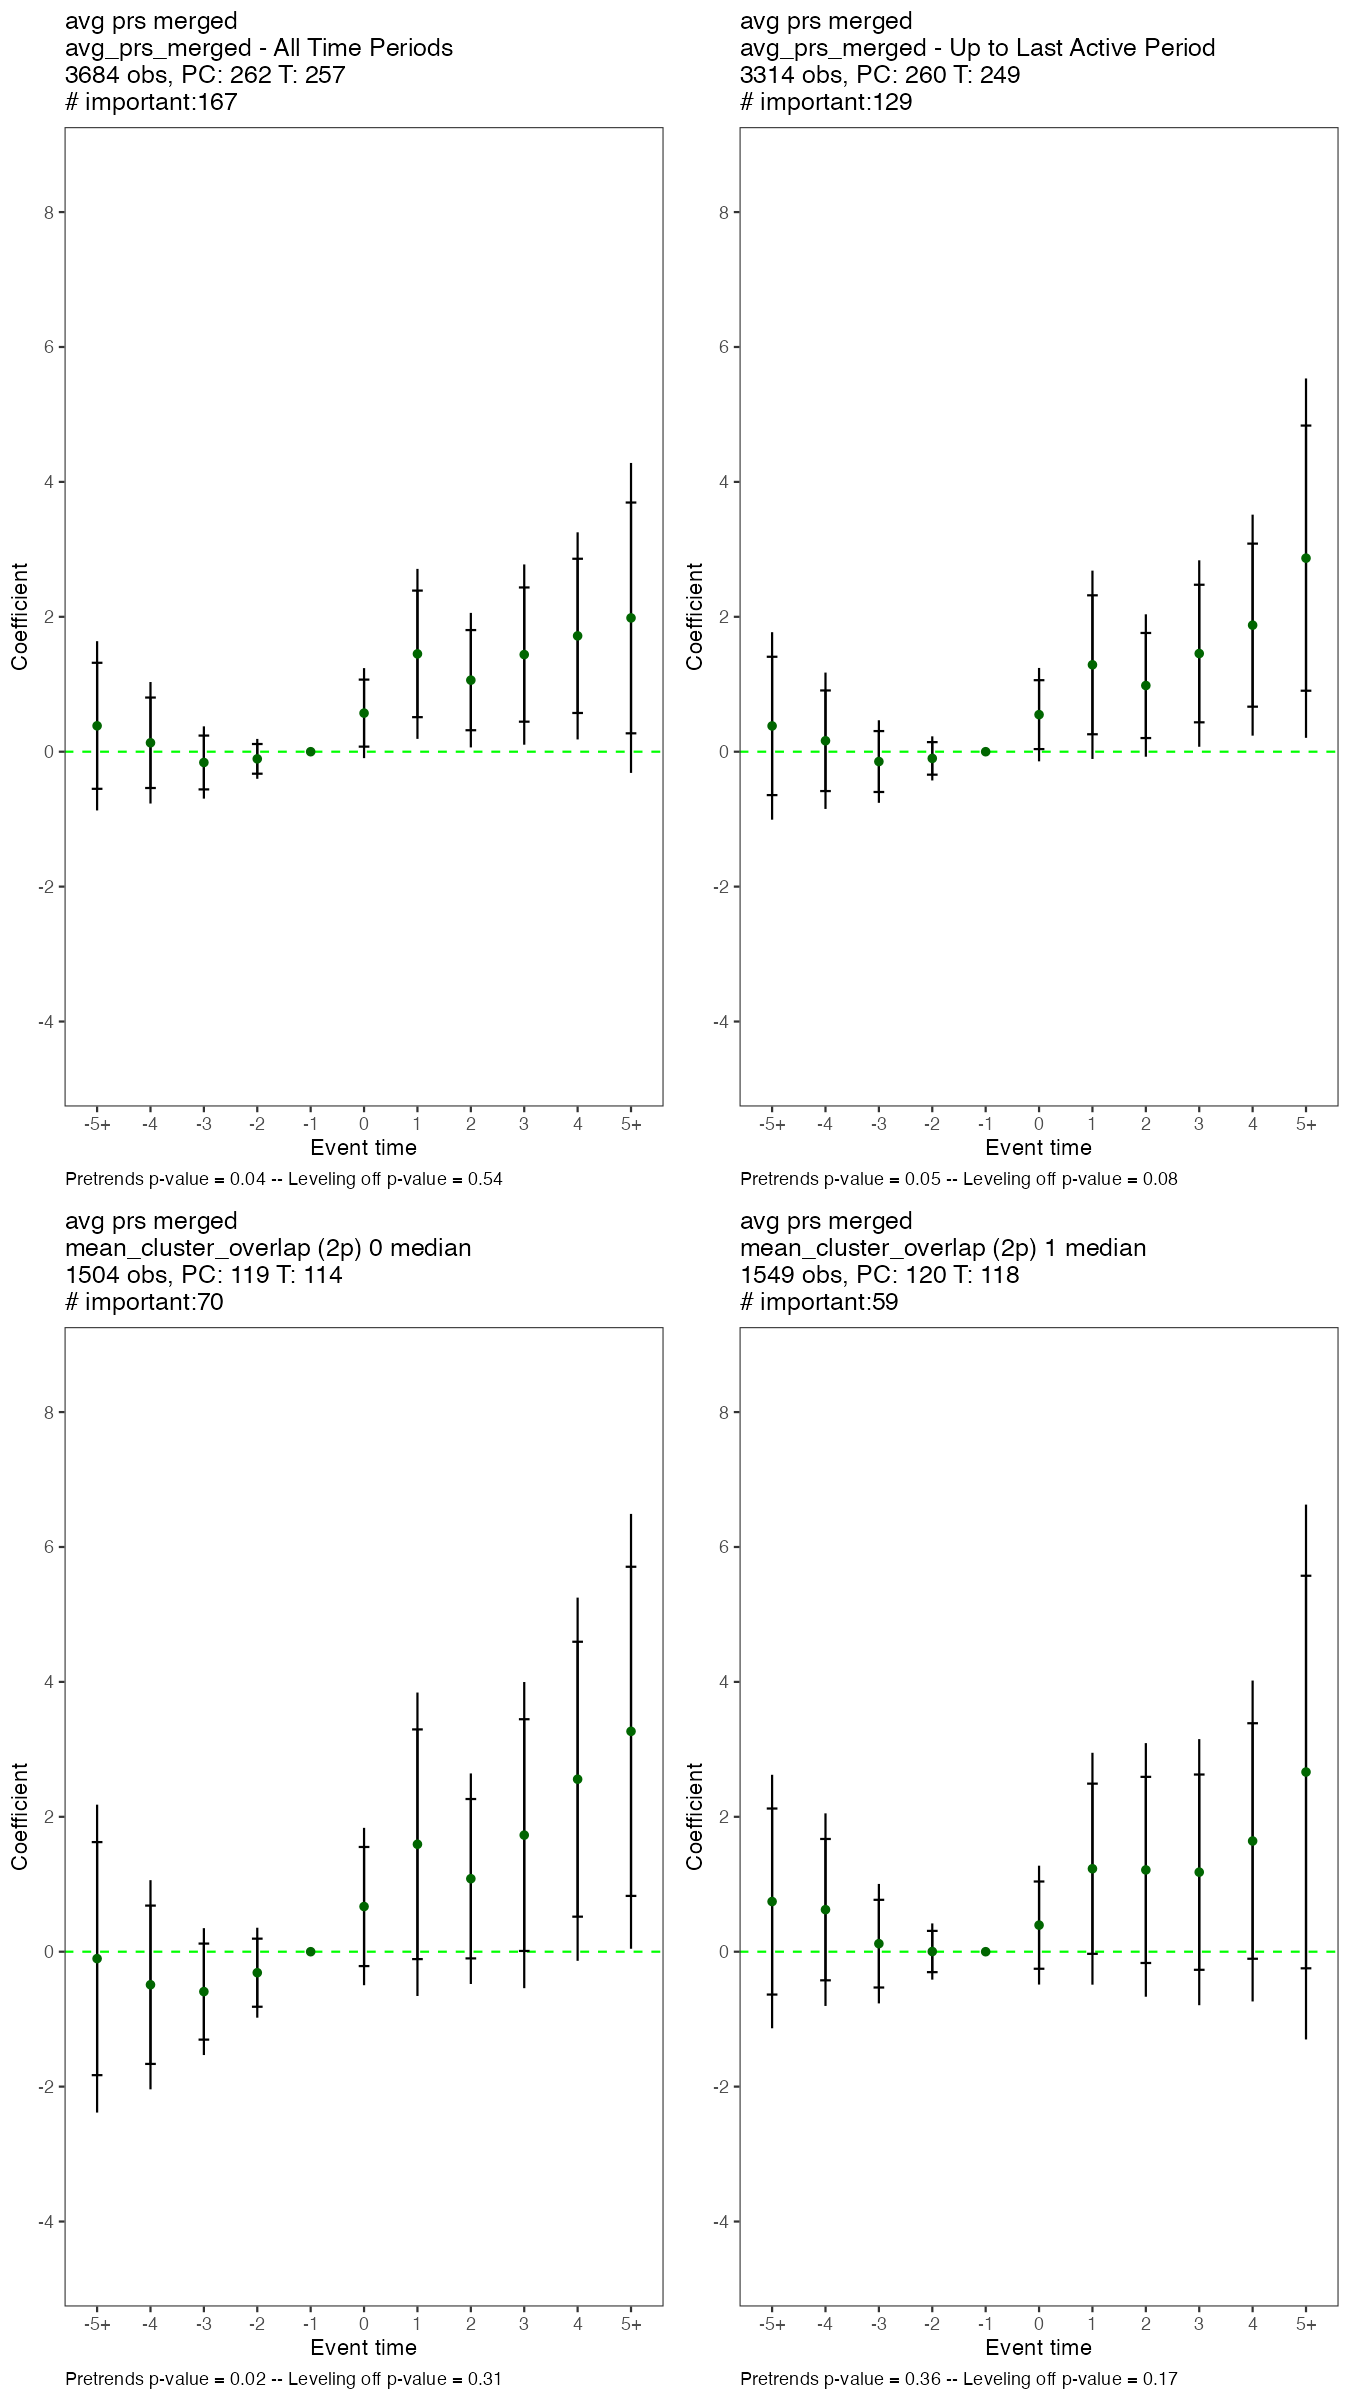 avg prs merged
avg_prs_merged - All Time Periods
3684 obs, PC: 262 T: 257
# important:167
8
6
4
2
0
-2
-4
Coefficient
-5+ -4 -3 -2 -1 0 1 2 3 4 5+
Event time
Pretrends p-value = 0.04 -- Leveling off p-value = 0.54
avg prs merged
avg_prs_merged - Up to Last Active Period
3314 obs, PC: 260 T: 249
# important:129
8
6
4
2
0
-2
-4
Coefficient
-5+ -4 -3 -2 -1 0 1 2 3 4 5+
Event time
Pretrends p-value = 0.05 -- Leveling off p-value = 0.08
avg prs merged
mean_cluster_overlap (2p) 0 median
1504 obs, PC: 119 T: 114
# important:70
8
6
4
2
0
-2
-4
Coefficient
-5+ -4 -3 -2 -1 0 1 2 3 4 5+
Event time
Pretrends p-value = 0.02 -- Leveling off p-value = 0.31
avg prs merged
mean_cluster_overlap (2p) 1 median
1549 obs, PC: 120 T: 118
# important:59
8
6
4
2
0
-2
-4
Coefficient
-5+ -4 -3 -2 -1 0 1 2 3 4 5+
Event time
Pretrends p-value = 0.36 -- Leveling off p-value = 0.17